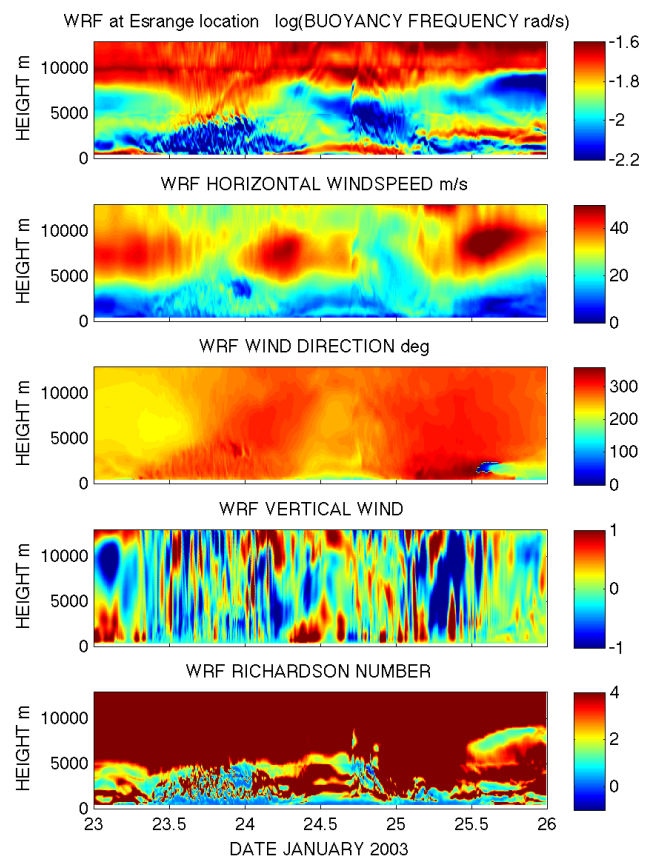 WRF at Esrange location   log(BUOYANCY FREQUENCY rad/s)
HEIGHT m
10000
5000
0
-1.6
-1.8
-2
-2.2
WRF HORIZONTAL WINDSPEED m/s
HEIGHT m
10000
5000
0
40
20
0
WRF WIND DIRECTION deg
HEIGHT m
10000
5000
0
300
200
100
0
WRF VERTICAL WIND
HEIGHT m
10000
5000
0
1
0
-1
WRF RICHARDSON NUMBER
HEIGHT m
10000
5000
0
4
2
0
23 23.5 24 24.5 25 25.5 26
DATE JANUARY 2003